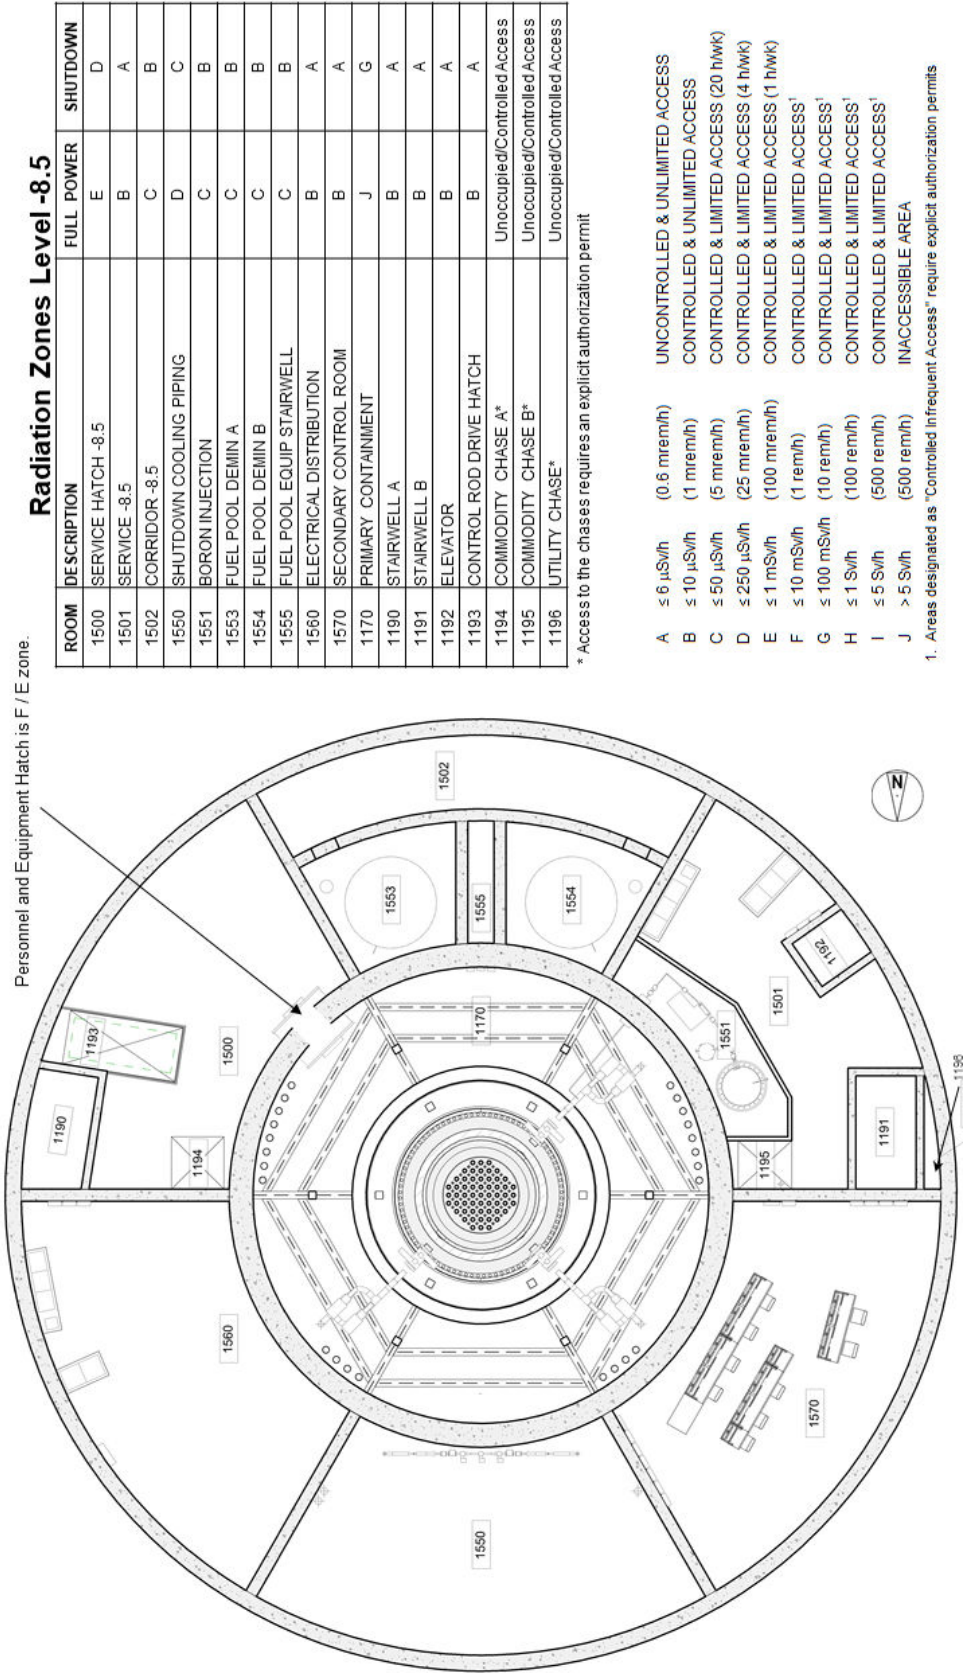 Radiation Zones Level -8.5
ROOM DESCRIPTION FULL POWER SHUTDOWN
1500 SERVICE HATCH -8.5 E D
1501 SERVICE -8.5 B A
1502 CORRIDOR -8.5 C B
1550 SHUTDOWN COOLING PIPING D C
1551 BORON INJECTION C B
1553 FUEL POOL DEMIN A C B
1554 FUEL POOL DEMIN B C B
1555 FUEL POOL EQUIP STAIRWELL C B
1560 ELECTRICAL DISTRIBUTION B A
1570 SECONDARY CONTROL ROOM B A
1170 PRIMARY CONTAINMENT J G
1190 STAIRWELL A B A
1191 STAIRWELL B B A
1192 ELEVATOR B A
1193 CONTROL ROD DRIVE HATCH B A
1194 COMMODITY CHASE A* Unoccupied/Controlled Access
1195 COMMODITY CHASE B* Unoccupied/Controlled Access
1196 UTILITY CHASE* Unoccupied/Controlled Access
* Access to the chases requires an explicit authorization permit
A ≤ 6 µSv/h (0.6 mrem/h) UNCONTROLLED & UNLIMITED ACCESS
B ≤ 10 µSv/h (1 mrem/h) CONTROLLED & UNLIMITED ACCESS
C ≤ 50 µSv/h (5 mrem/h) CONTROLLED & LIMITED ACCESS (20 h/wk)
D ≤ 250 µSv/h (25 mrem/h) CONTROLLED & LIMITED ACCESS (4 h/wk)
E ≤ 1 mSv/h (100 mrem/h) CONTROLLED & LIMITED ACCESS (1 h/wk)
F ≤ 10 mSv/h (1 rem/h) CONTROLLED & LIMITED ACCESS¹
G ≤ 100 mSv/h (10 rem/h) CONTROLLED & LIMITED ACCESS¹
H ≤ 1 Sv/h (100 rem/h) CONTROLLED & LIMITED ACCESS¹
I ≤ 5 Sv/h (500 rem/h) CONTROLLED & LIMITED ACCESS¹
J > 5 Sv/h (500 rem/h) INACCESSIBLE AREA
1. Areas designated as "Controlled Infrequent Access" require explicit authorization permits
Personnel and Equipment Hatch is F / E zone.
1190
1193
1194
1500
1560
1550
1553
1555
1554
1502
1170
1551
1501
1192
1195
1191
1196
1570
N